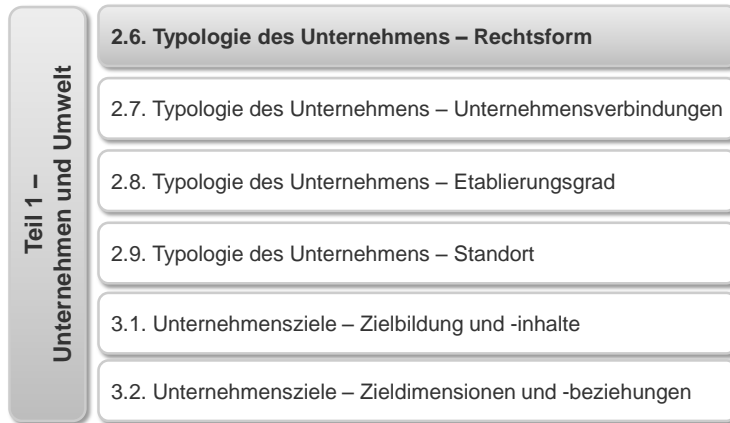 Teil 1 –
Unternehmen und Umwelt
2.6. Typologie des Unternehmens – Rechtsform
2.7. Typologie des Unternehmens – Unternehmensverbindungen
2.8. Typologie des Unternehmens – Etablierungsgrad
2.9. Typologie des Unternehmens – Standort
3.1. Unternehmensziele – Zielbildung und -inhalte
3.2. Unternehmensziele – Zieldimensionen und -beziehungen